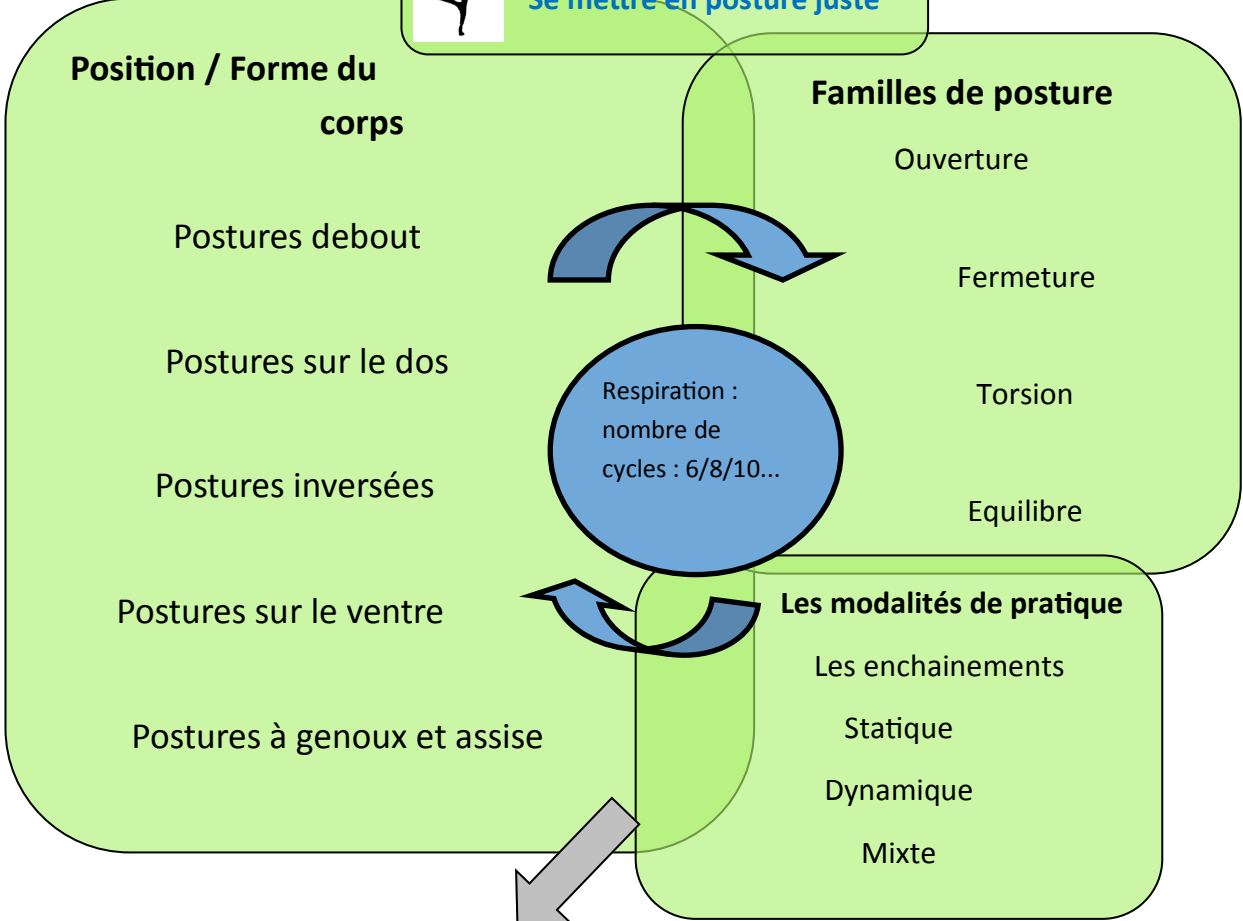 Se mettre en posture juste
Position / Forme du
corps
Postures debout
Postures sur le dos
Postures inversées
Postures sur le ventre
Postures à genoux et assise
Familles de posture
Ouverture
Fermeture
Torsion
Equilibre
Respiration :
nombre de
cycles : 6/8/10...
Les modalités de pratique
Les enchainements
Statique
Dynamique
Mixte